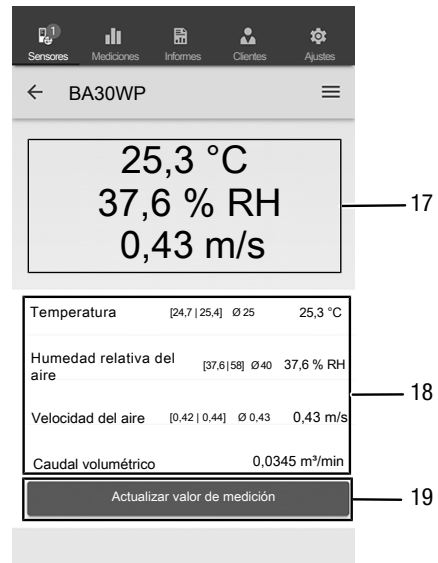 1
Sensores Mediciones Informes Clientes Ajustes
BA30WP
25,3 °C
37,6 % RH
0,43 m/s
17
Temperatura [24,7 | 25,4] Ø 25 25,3 °C
Humedad relativa del aire [37,6 | 58] Ø 40 37,6 % RH
18
Velocidad del aire [0,42 | 0,44] Ø 0,43 0,43 m/s
Caudal volumétrico 0,0345 m³/min
Actualizar valor de medición 19